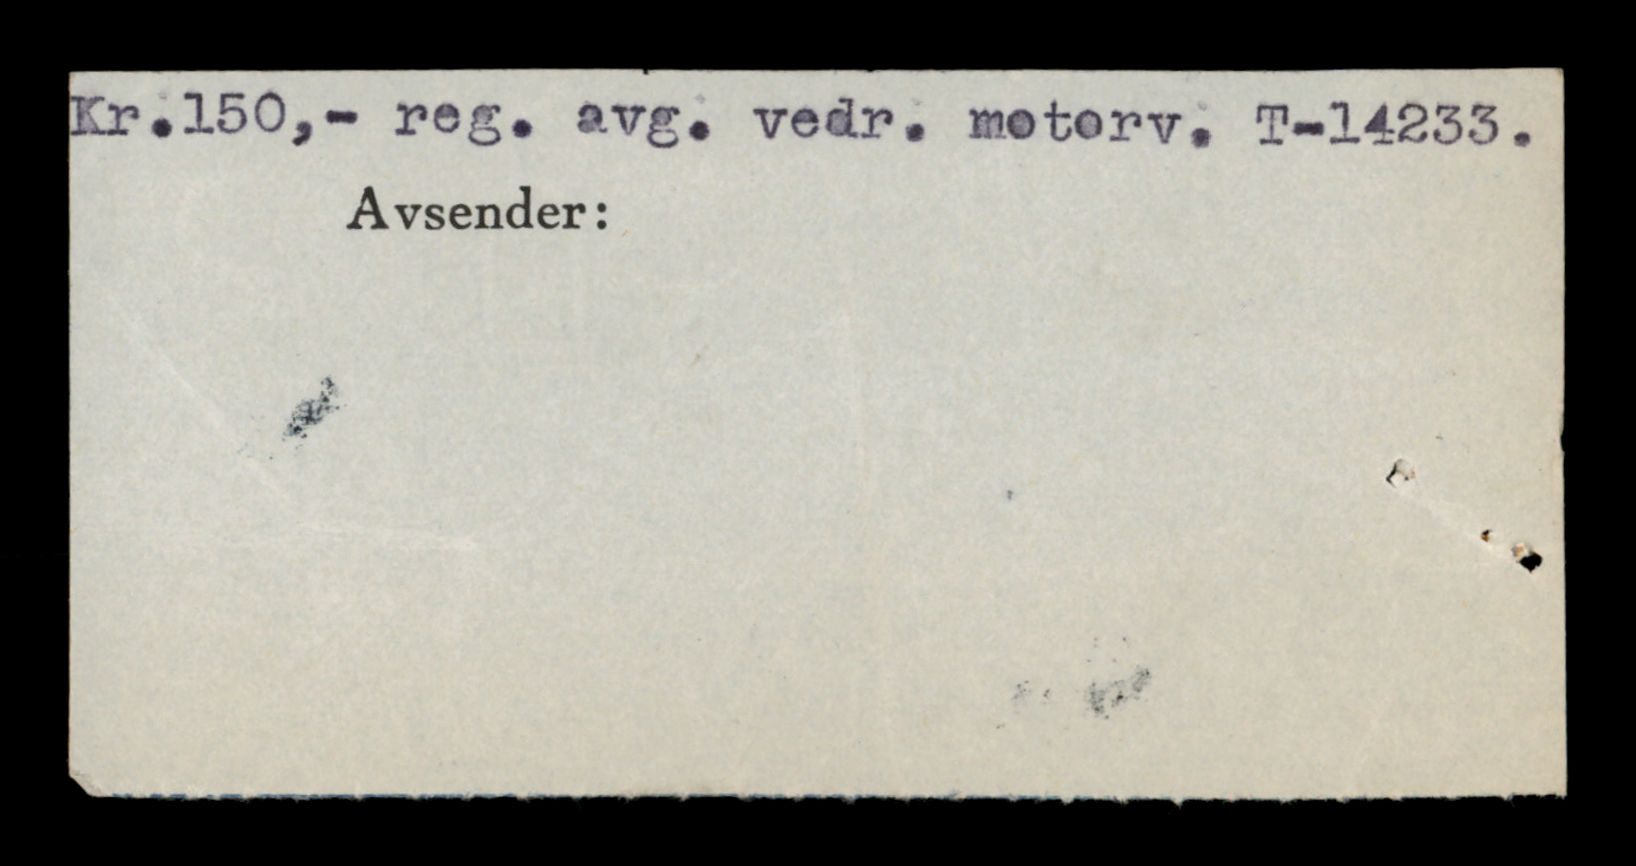 Kr.150,- reg. avg. vedr. motorv. T-14233.
Avsender: